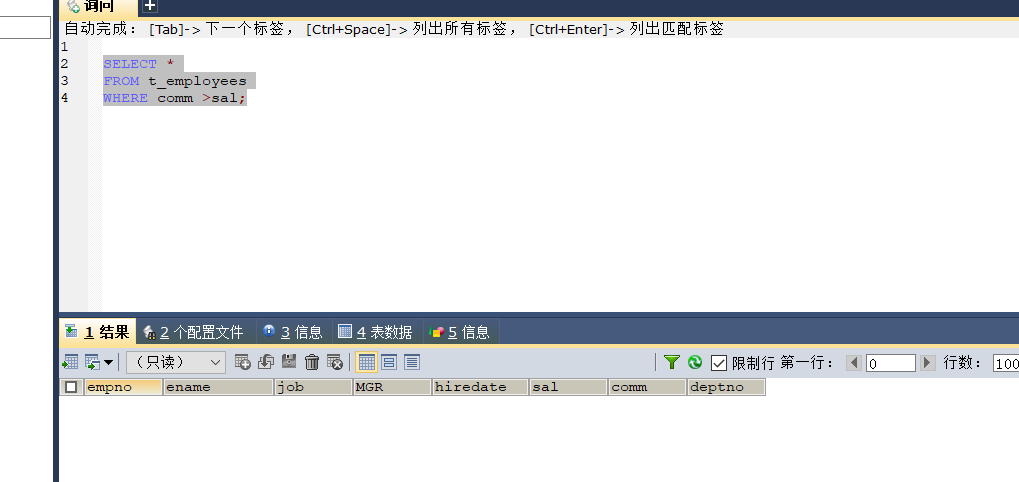 询问
自动完成： [Tab]-> 下一个标签， [Ctrl+Space]-> 列出所有标签， [Ctrl+Enter]-> 列出匹配标签
1
2 SELECT *
3 FROM t_employees
4 WHERE comm >sal;
1 结果 2 个配置文件 3 信息 4 表数据 5 信息
（只读） 限制行 第一行： 0 行数： 100
empno ename job MGR hiredate sal comm deptno